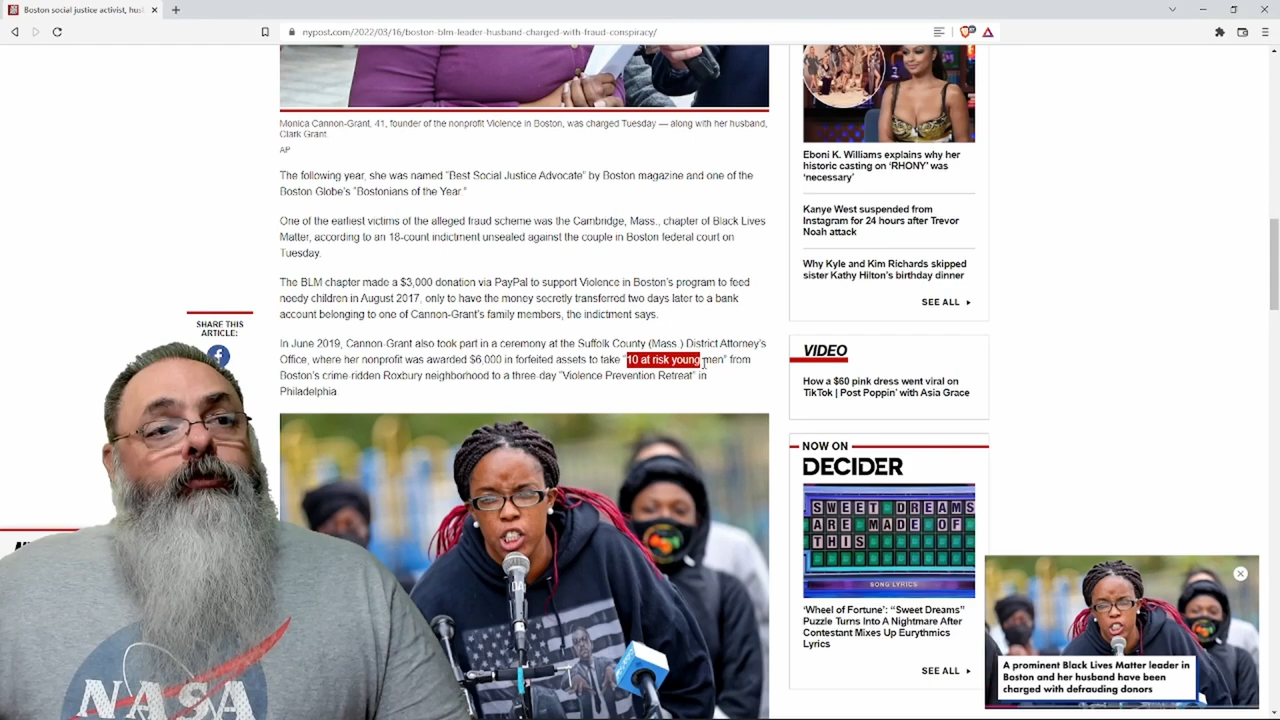 Boston social justice activist, hus
nypost.com/2022/03/16/boston-blm-leader-husband-charged-with-fraud-conspiracy/
Monica Cannon-Grant, 41, founder of the nonprofit Violence in Boston, was charged Tuesday — along with her husband,
Clark Grant
AP
The following year, she was named "Best Social Justice Advocate" by Boston magazine and one of the
Boston Globe's "Bostonians of the Year."
One of the earliest victims of the alleged fraud scheme was the Cambridge, Mass., chapter of Black Lives
Matter, according to an 18-count indictment unsealed against the couple in Boston federal court on
Tuesday.
The BLM chapter made a $3,000 donation via PayPal to support Violence in Boston's program to feed
needy children in August 2017, only to have the money secretly transferred two days later to a bank
account belonging to one of Cannon-Grant's family members, the indictment says.
In June 2019, Cannon-Grant also took part in a ceremony at the Suffolk County (Mass.) District Attorney's
Office, where her nonprofit was awarded $6,000 in forfeited assets to take "10 at risk young men" from
Boston's crime-ridden Roxbury neighborhood to a three-day "Violence Prevention Retreat" in
Philadelphia.
SHARE THIS
ARTICLE:
NAS
Eboni K. Williams explains why her
historic casting on 'RHONY' was
'necessary'
Kanye West suspended from
Instagram for 24 hours after Trevor
Noah attack
Why Kyle and Kim Richards skipped
sister Kathy Hilton's birthday dinner
SEE ALL
VIDEO
How a $60 pink dress went viral on
TikTok | Post Poppin' with Asia Grace
NOW ON
DECIDER
SWEET DREAMS
ARE MADE OF
THIS
SONG LYRICS
'Wheel of Fortune': "Sweet Dreams"
Puzzle Turns Into A Nightmare After
Contestant Mixes Up Eurythmics
Lyrics
SEE ALL
A prominent Black Lives Matter leader in
Boston and her husband have been
charged with defrauding donors